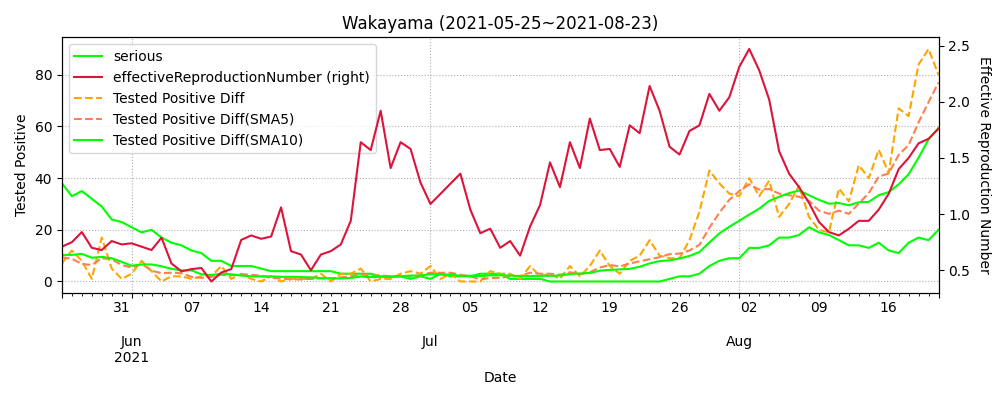 Wakayama (2021-05-25~2021-08-23)
serious
effectiveReproductionNumber (right)
Tested Positive Diff
Tested Positive Diff(SMA5)
Tested Positive Diff(SMA10)
Tested Positive
80
60
40
20
0
2.5
2.0
1.5
1.0
0.5
Effective Reproduction Number
31 07 14 21 28 05 12 19 26 02 09 16
Jun Jul Aug
2021
Date